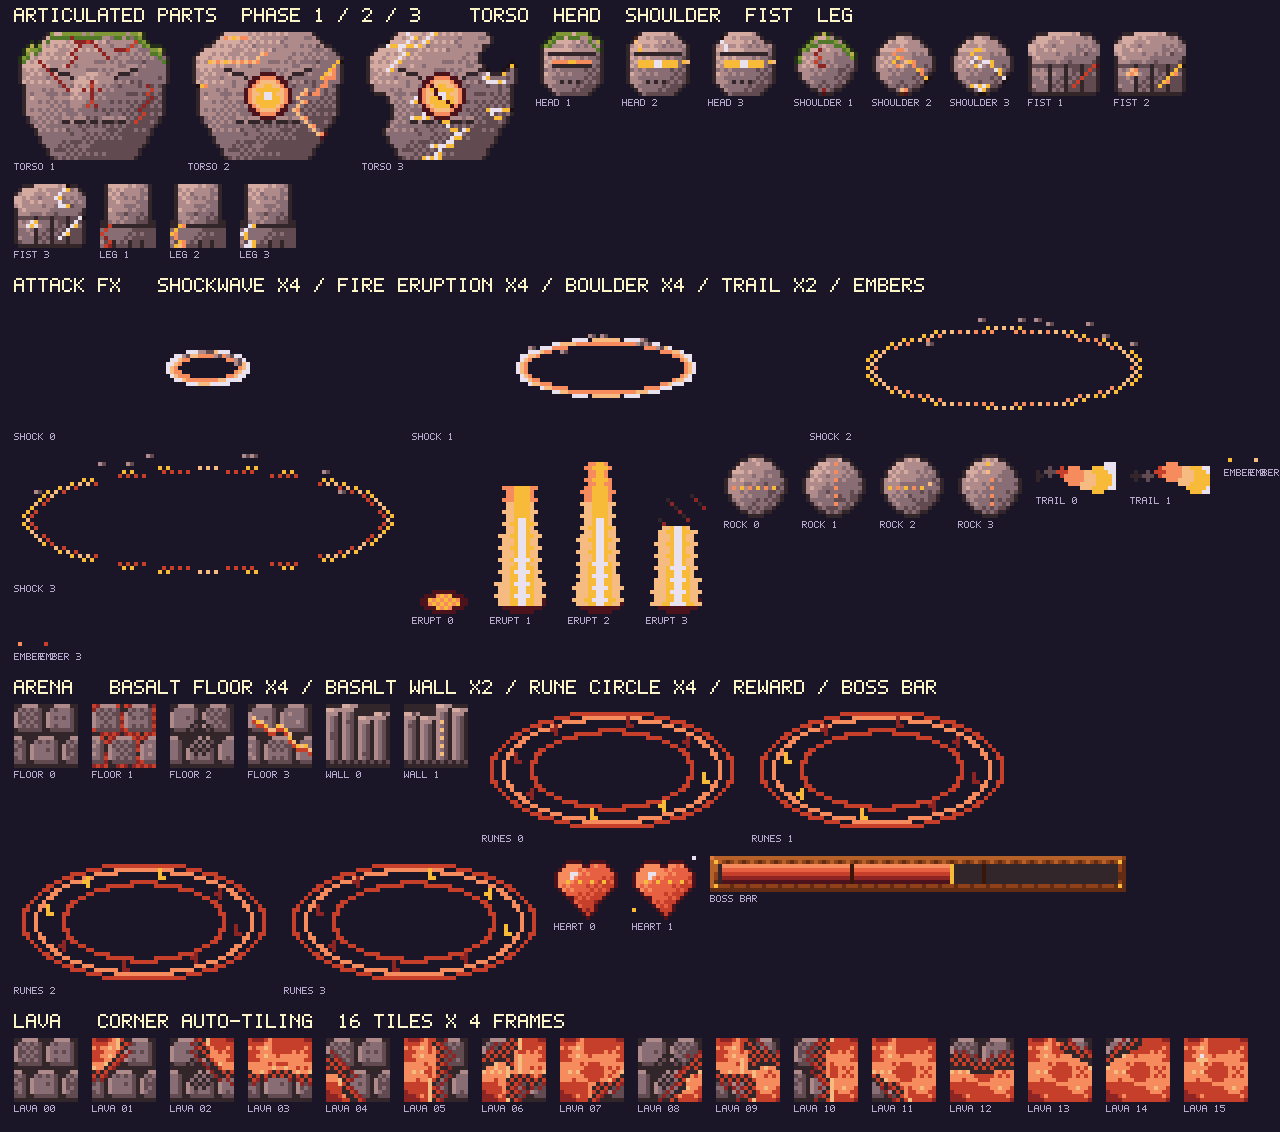 ARTICULATED PARTS PHASE 1 / 2 / 3 TORSO HEAD SHOULDER FIST LEG
HEAD 1 HEAD 2 HEAD 3 SHOULDER 1 SHOULDER 2 SHOULDER 3 FIST 1 FIST 2
TORSO 1 TORSO 2 TORSO 3
FIST 3 LEG 1 LEG 2 LEG 3
ATTACK FX SHOCKWAVE X4 / FIRE ERUPTION X4 / BOULDER X4 / TRAIL X2 / EMBERS
SHOCK 0 SHOCK 1 SHOCK 2
TRAIL 0 TRAIL 1
ROCK 0 ROCK 1 ROCK 2 ROCK 3
SHOCK 3
ERUPT 0 ERUPT 1 ERUPT 2 ERUPT 3
EMBER 3
ARENA BASALT FLOOR X4 / BASALT WALL X2 / RUNE CIRCLE X4 / REWARD / BOSS BAR
FLOOR 0 FLOOR 1 FLOOR 2 FLOOR 3 WALL 0 WALL 1
RUNES 0 RUNES 1
BOSS BAR
HEART 0 HEART 1
RUNES 2 RUNES 3
LAVA CORNER AUTO-TILING 16 TILES X 4 FRAMES
LAVA 00 LAVA 01 LAVA 02 LAVA 03 LAVA 04 LAVA 05 LAVA 06 LAVA 07 LAVA 08 LAVA 09 LAVA 10 LAVA 11 LAVA 12 LAVA 13 LAVA 14 LAVA 15